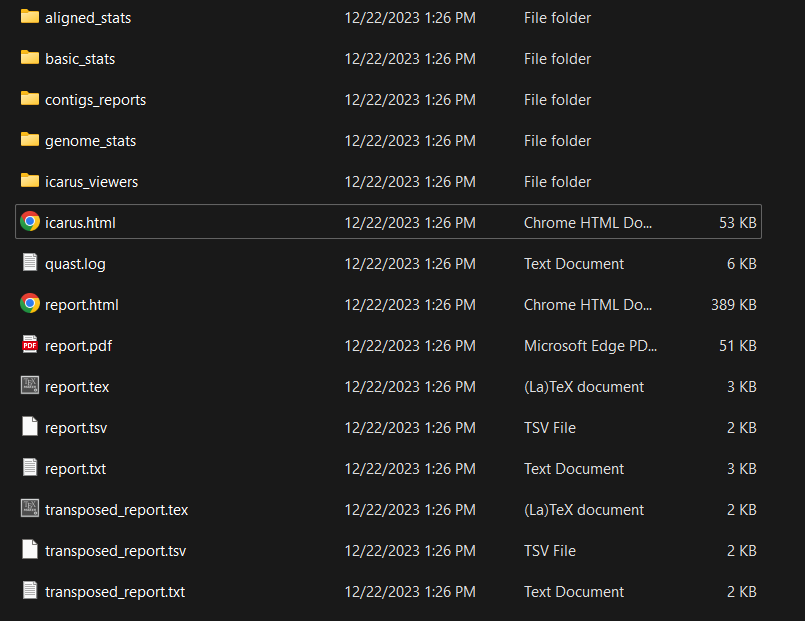 aligned_stats 12/22/2023 1:26 PM File folder
basic_stats 12/22/2023 1:26 PM File folder
contigs_reports 12/22/2023 1:26 PM File folder
genome_stats 12/22/2023 1:26 PM File folder
icarus_viewers 12/22/2023 1:26 PM File folder
icarus.html 12/22/2023 1:26 PM Chrome HTML Do... 53 KB
quast.log 12/22/2023 1:26 PM Text Document 6 KB
report.html 12/22/2023 1:26 PM Chrome HTML Do... 389 KB
PDF report.pdf 12/22/2023 1:26 PM Microsoft Edge PD... 51 KB
report.tex 12/22/2023 1:26 PM (La)TeX document 3 KB
report.tsv 12/22/2023 1:26 PM TSV File 2 KB
report.txt 12/22/2023 1:26 PM Text Document 3 KB
transposed_report.tex 12/22/2023 1:26 PM (La)TeX document 2 KB
transposed_report.tsv 12/22/2023 1:26 PM TSV File 2 KB
transposed_report.txt 12/22/2023 1:26 PM Text Document 2 KB